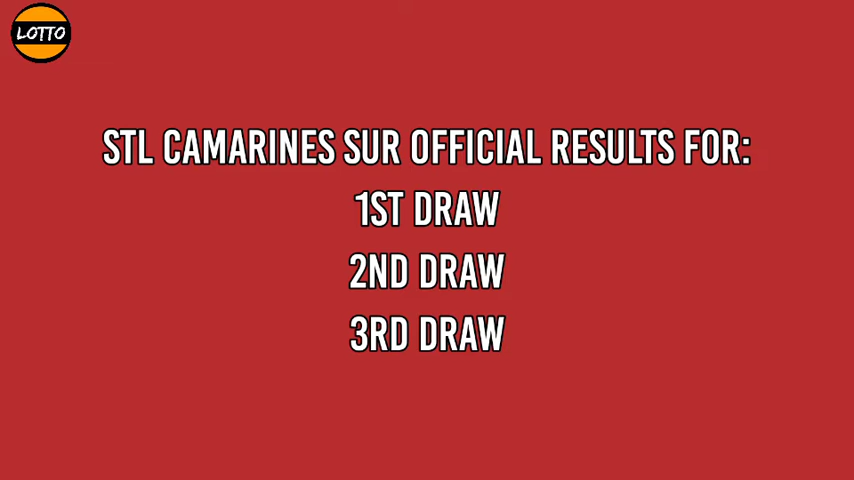 LOTTO
STL CAMARINES SUR OFFICIAL RESULTS FOR:
1ST DRAW
2ND DRAW
3RD DRAW